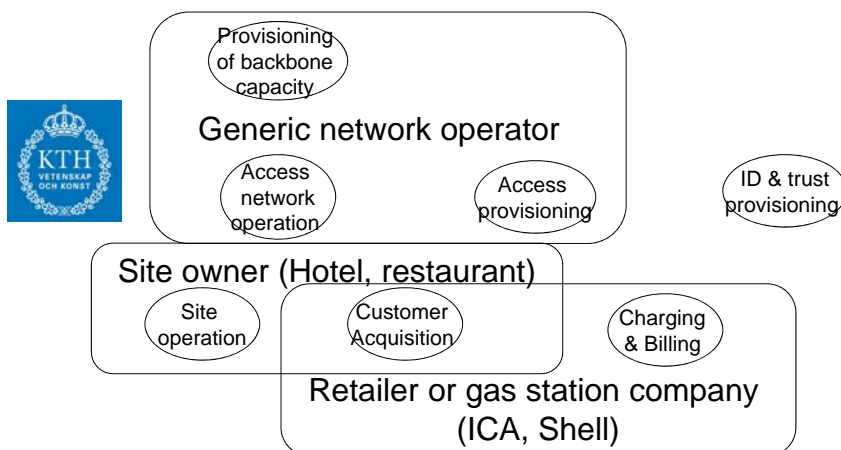 Provisioning
of backbone
capacity
Generic network operator
KTH
VETENSKAP
OCH KONST
Access
network
operation
Access
provisioning
ID & trust
provisioning
Site owner (Hotel, restaurant)
Site
operation
Customer
Acquisition
Charging
& Billing
Retailer or gas station company
(ICA, Shell)